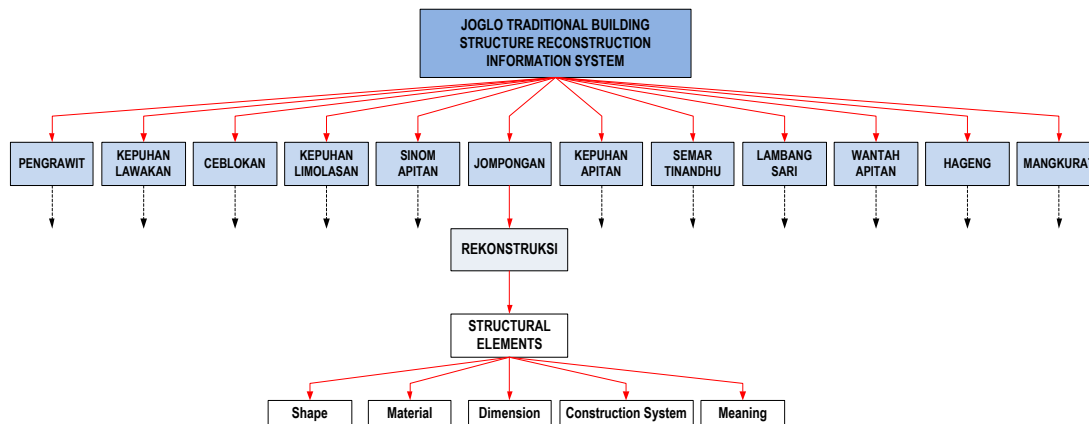 JOGLO TRADITIONAL BUILDING
STRUCTURE RECONSTRUCTION
INFORMATION SYSTEM
PENGRAWIT
KEPUHAN
LAWAKAN
CEBLOKAN
KEPUHAN
LIMOLASAN
SINOM
APITAN
JOMPONGAN
KEPUHAN
APITAN
SEMAR
TINANDHU
LAMBANG
SARI
WANTAH
APITAN
HAGENG
MANGKURAT
REKONSTRUKSI
STRUCTURAL
ELEMENTS
Shape
Material
Dimension
Construction System
Meaning